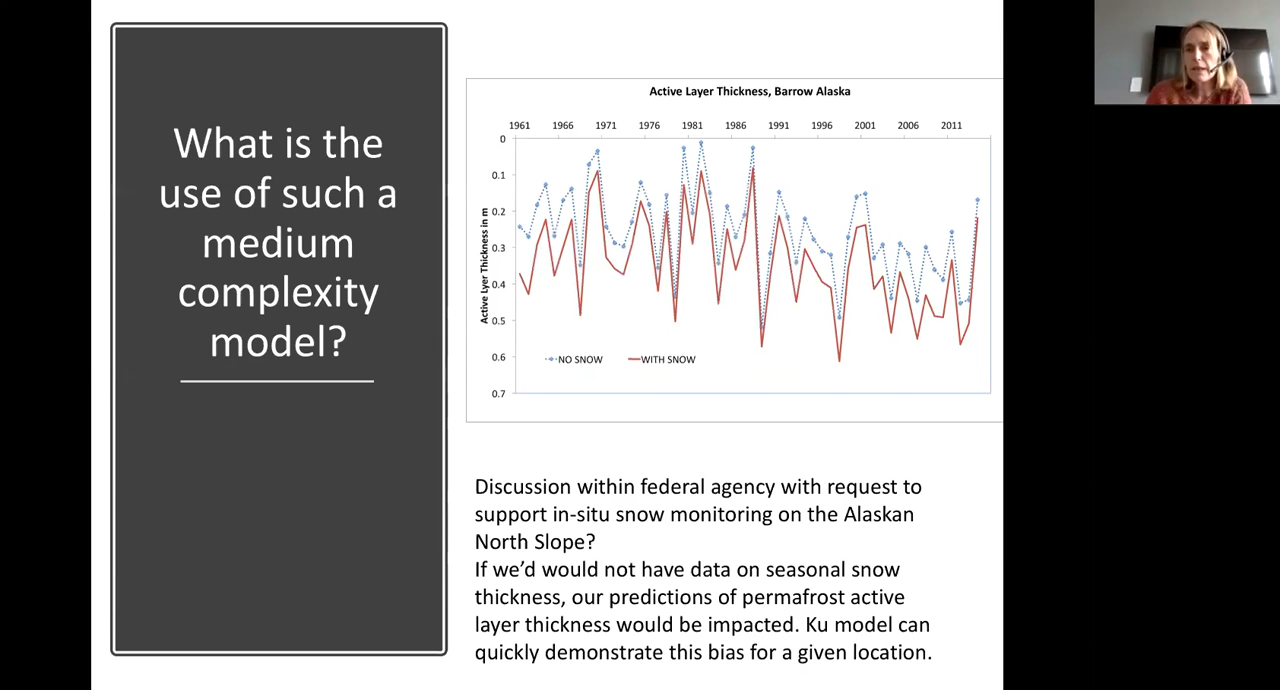 What is the
use of such a
medium
complexity
model?
Active Layer Thickness, Barrow Alaska
1961 1966 1971 1976 1981 1986 1991 1996 2001 2006 2011
0
0.1
0.2
0.3
0.4
0.5
0.6
0.7
Active Lyer Thickness in m
NO SNOW WITH SNOW
Discussion within federal agency with request to
support in-situ snow monitoring on the Alaskan
North Slope?
If we’d would not have data on seasonal snow
thickness, our predictions of permafrost active
layer thickness would be impacted. Ku model can
quickly demonstrate this bias for a given location.